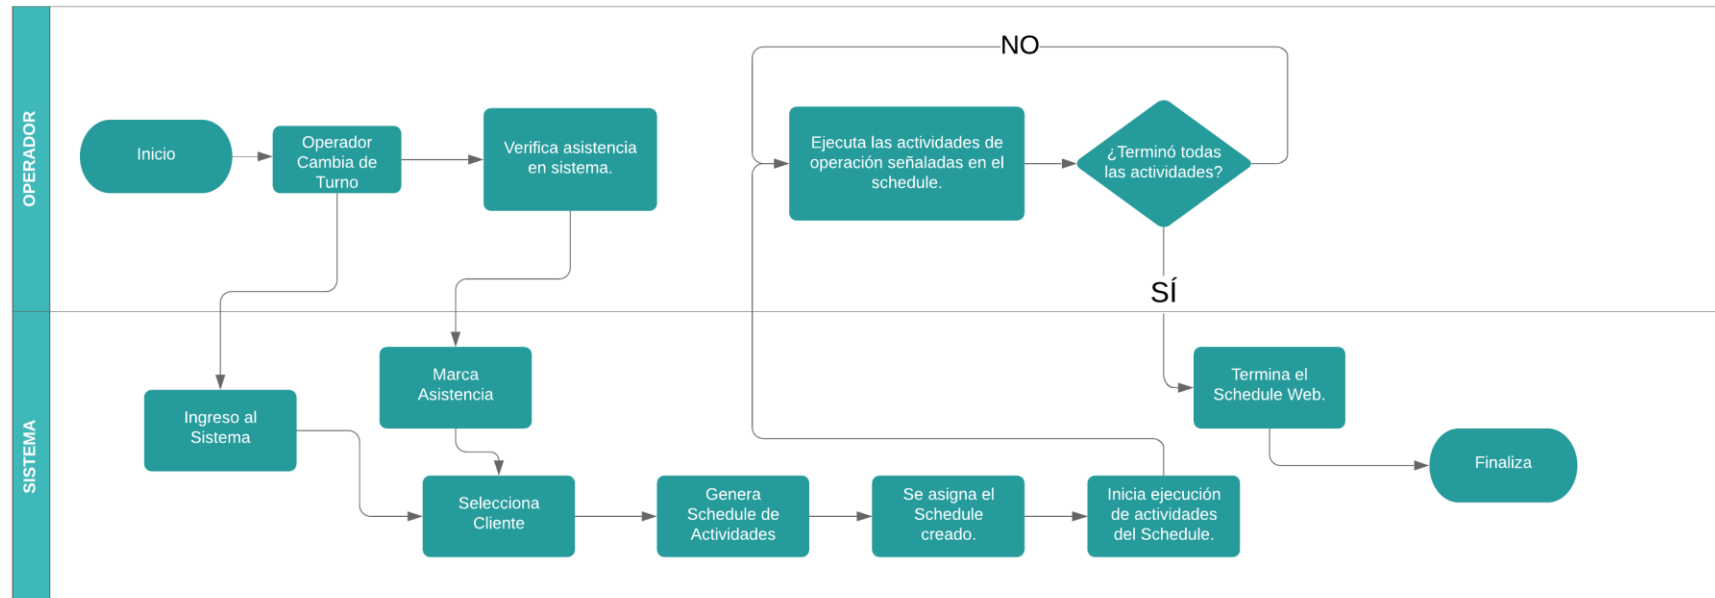 OPERADOR
NO
Inicio
Operador
Cambia de
Turno
Verifica asistencia
en sistema.
Ejecuta las actividades de
operación señaladas en el
schedule.
¿Terminó todas
las actividades?
SÍ
SISTEMA
Ingreso al
Sistema
Marca
Asistencia
Selecciona
Cliente
Genera
Schedule de
Actividades
Se asigna el
Schedule
creado.
Inicia ejecución
de actividades
del Schedule.
Termina el
Schedule Web.
Finaliza